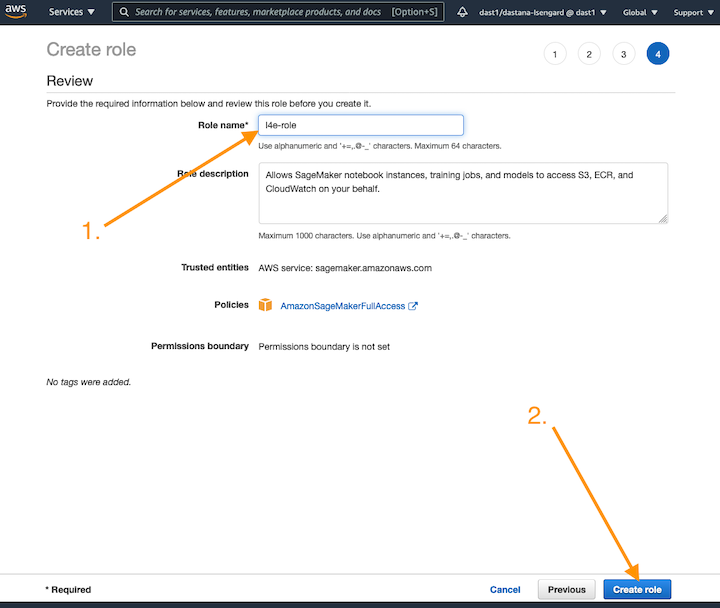 aws Services ▼ Search for services, features, marketplace products, and docs [Option+S] dast1/dastana-Isengard @ dast1 ▼ Global ▼ Support ▼
Create role
1 2 3 4
Review
Provide the required information below and review this role before you create it.
Role name* l4e-role
Use alphanumeric and '+=,.@-_' characters. Maximum 64 characters.
Role description Allows SageMaker notebook instances, training jobs, and models to access S3, ECR, and
CloudWatch on your behalf.
1.
Maximum 1000 characters. Use alphanumeric and '+=,.@-_' characters.
Trusted entities AWS service: sagemaker.amazonaws.com
Policies AmazonSageMakerFullAccess
Permissions boundary Permissions boundary is not set
No tags were added.
2.
* Required Cancel Previous Create role